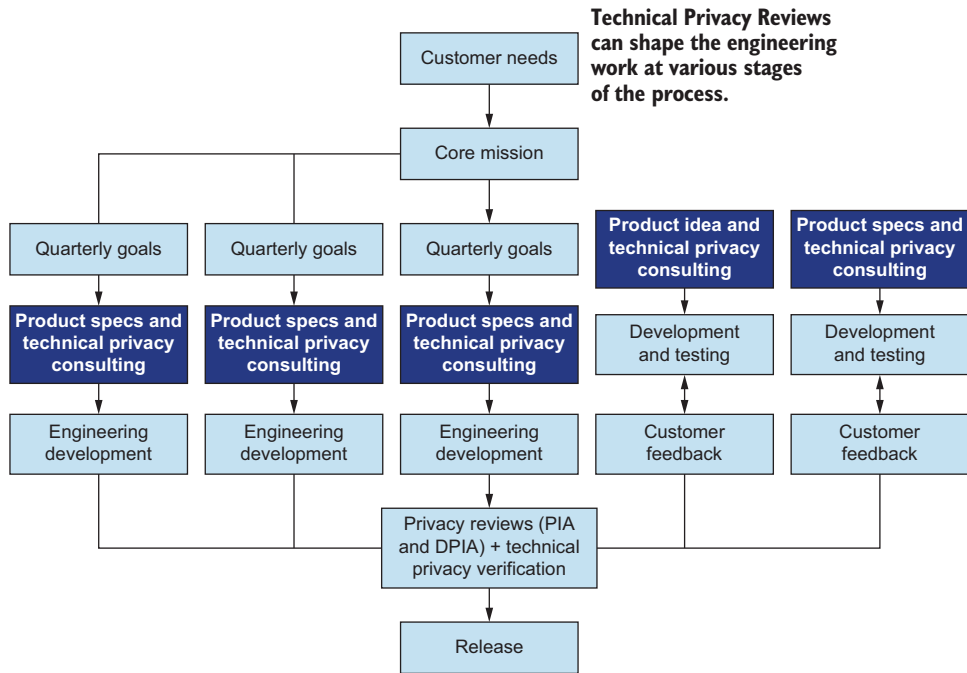 Technical Privacy Reviews
can shape the engineering
work at various stages
of the process.
Customer needs
Core mission
Quarterly goals
Quarterly goals
Quarterly goals
Product idea and
technical privacy
consulting
Product specs and
technical privacy
consulting
Product specs and
technical privacy
consulting
Product specs and
technical privacy
consulting
Product specs and
technical privacy
consulting
Development
and testing
Development
and testing
Engineering
development
Engineering
development
Engineering
development
Customer
feedback
Customer
feedback
Privacy reviews (PIA
and DPIA) + technical
privacy verification
Release